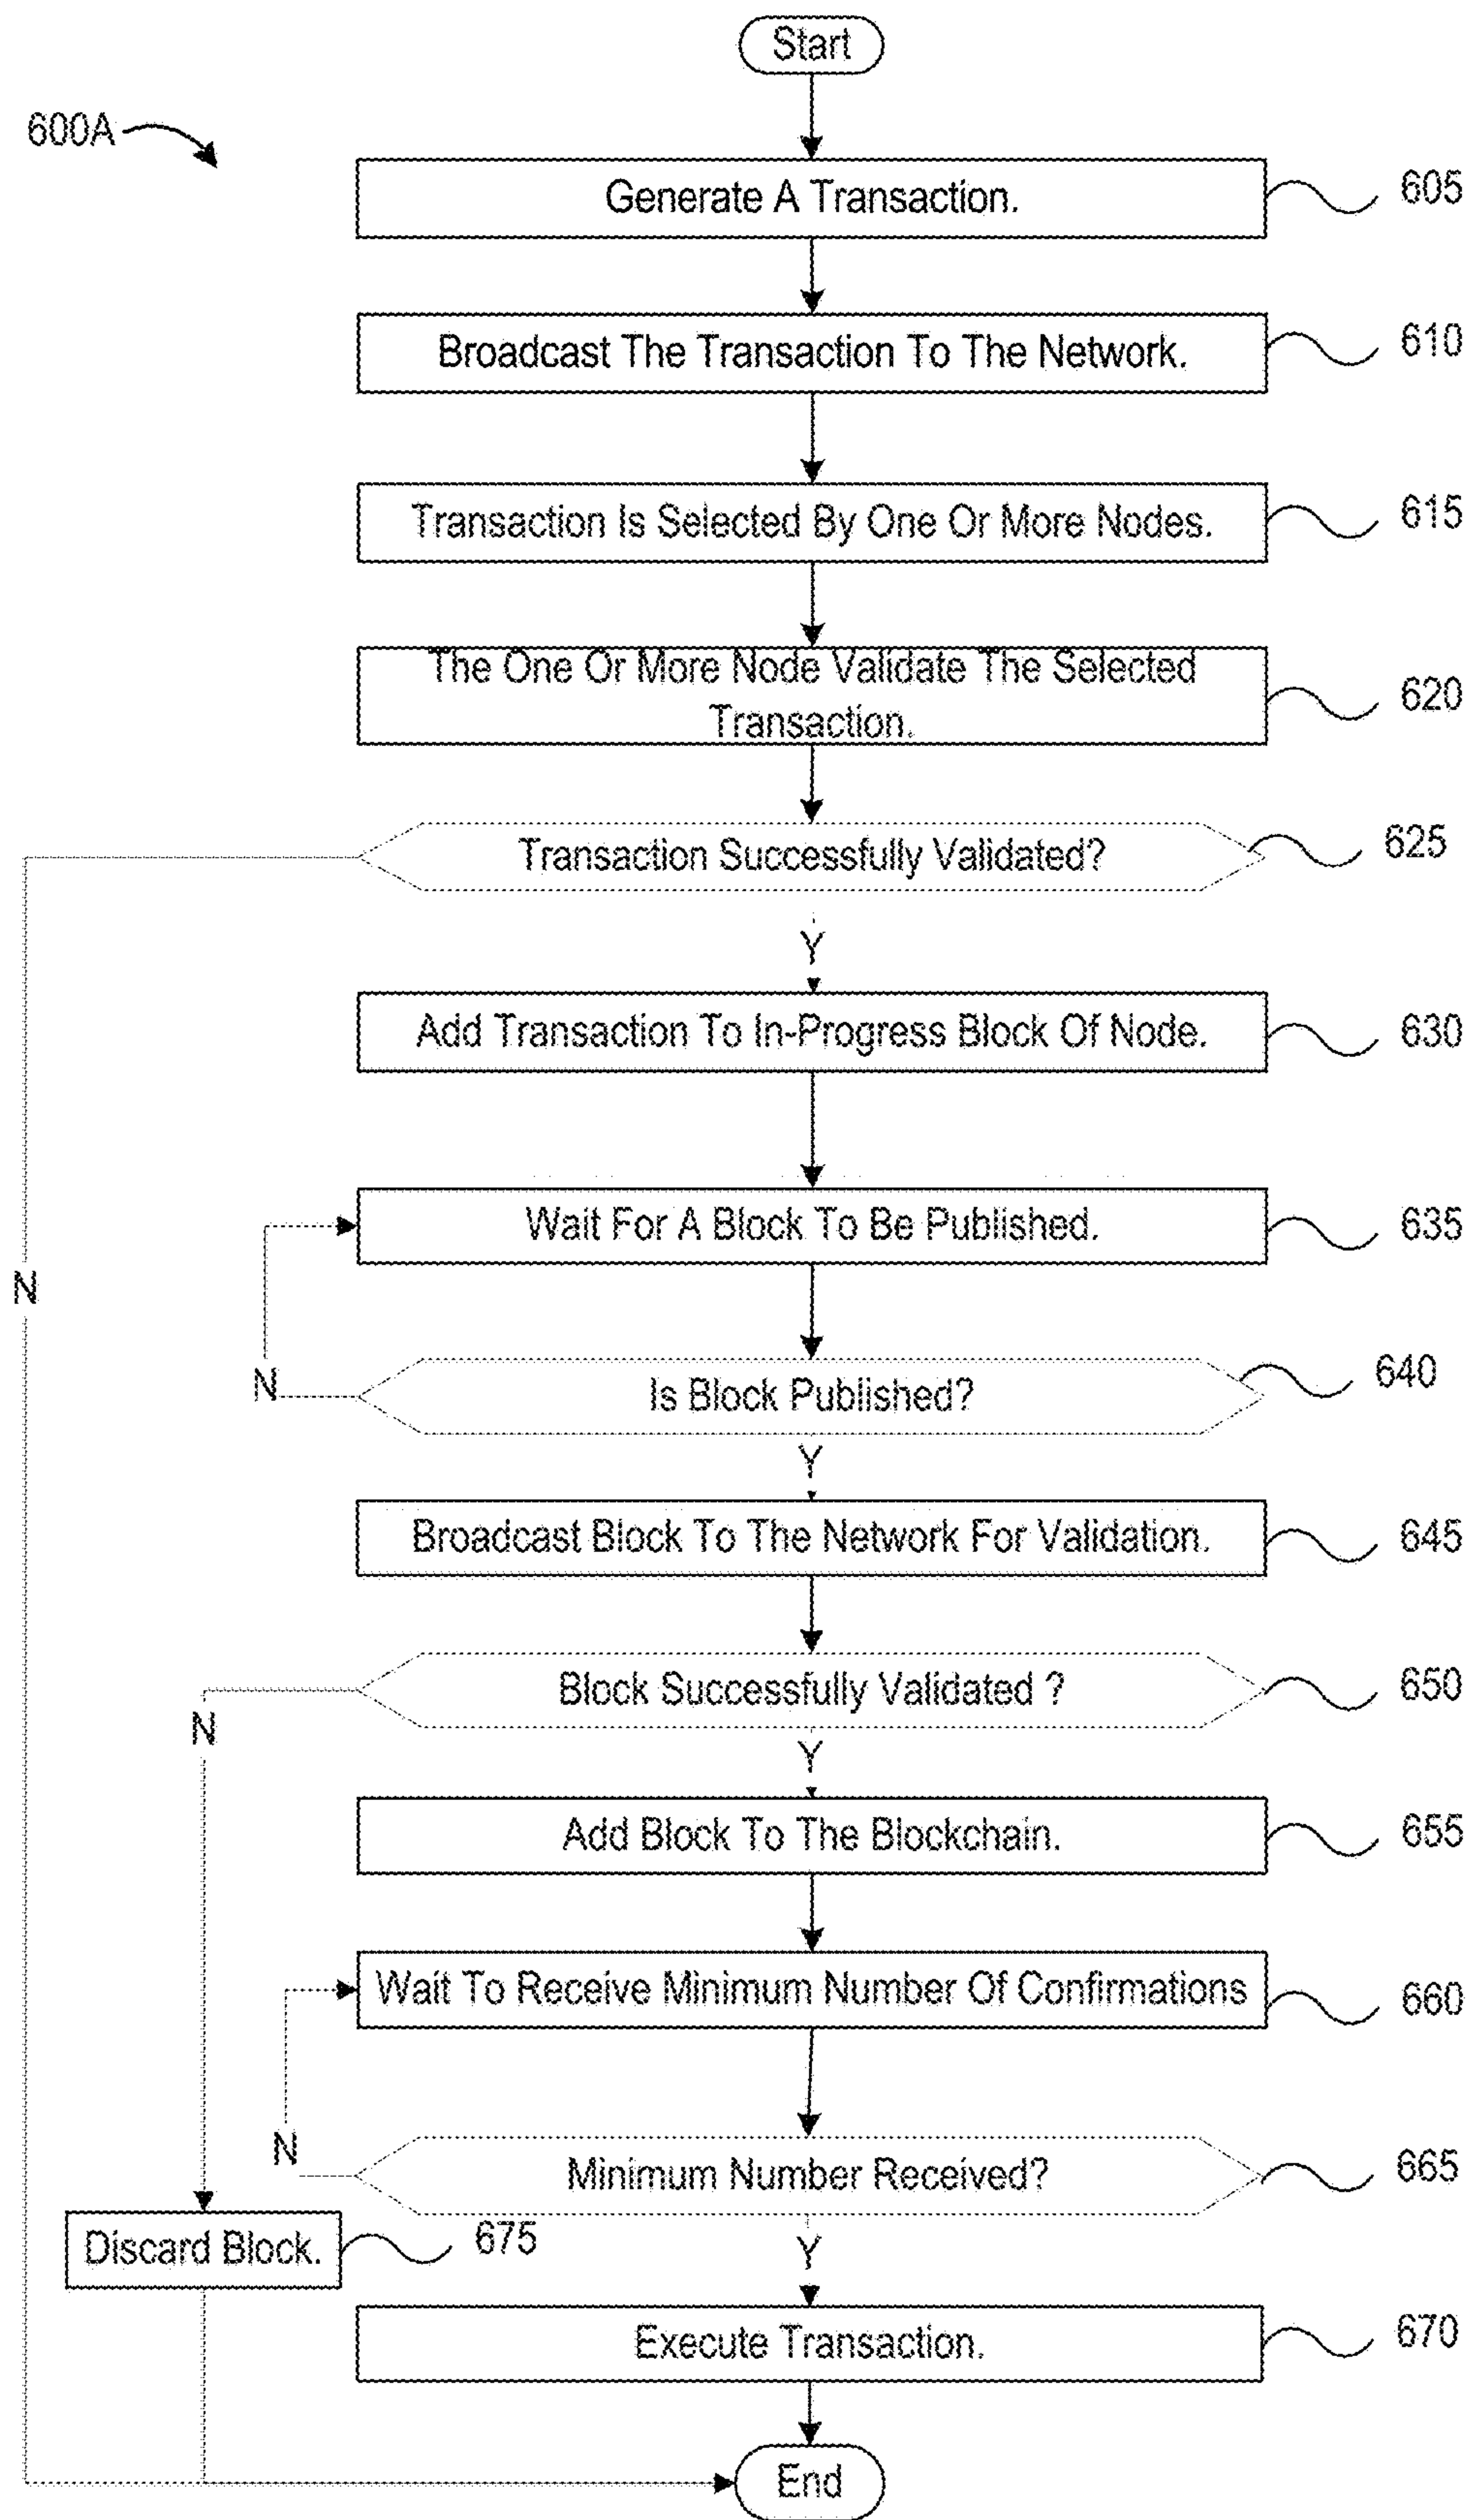 Start
600A
Generate A Transaction.
605
Broadcast The Transaction To The Network.
610
Transaction Is Selected By One Or More Nodes.
615
The One Or More Node Validate The Selected
Transaction.
620
Transaction Successfully Validated?
625
Y
Add Transaction To In-Progress Block Of Node.
630
Wait For A Block To Be Published.
635
N
N
Is Block Published?
640
Y
Broadcast Block To The Network For Validation.
645
Block Successfully Validated ?
650
N
Y
Add Block To The Blockchain.
655
Wait To Receive Minimum Number Of Confirmations
660
N
Minimum Number Received?
665
Discard Block.
675
Y
Execute Transaction.
670
End